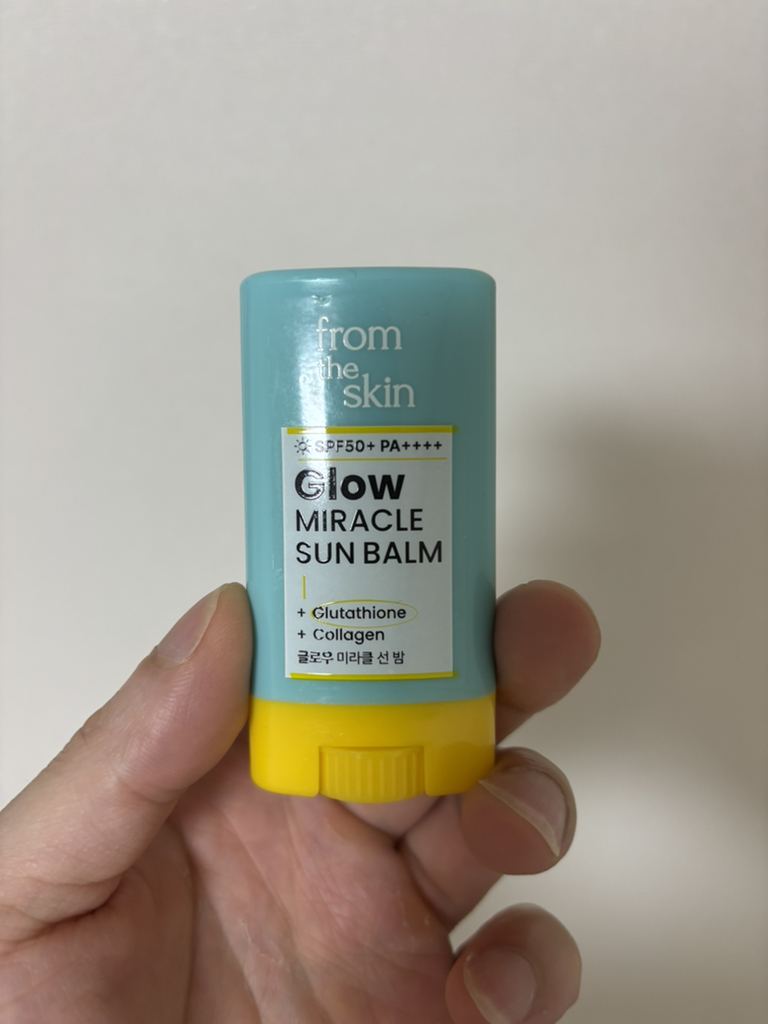 from
the
skin
SPF50+ PA++++
Glow
MIRACLE
SUN BALM
+ Glutathione
+ Collagen
글로우 미라클 선 밤